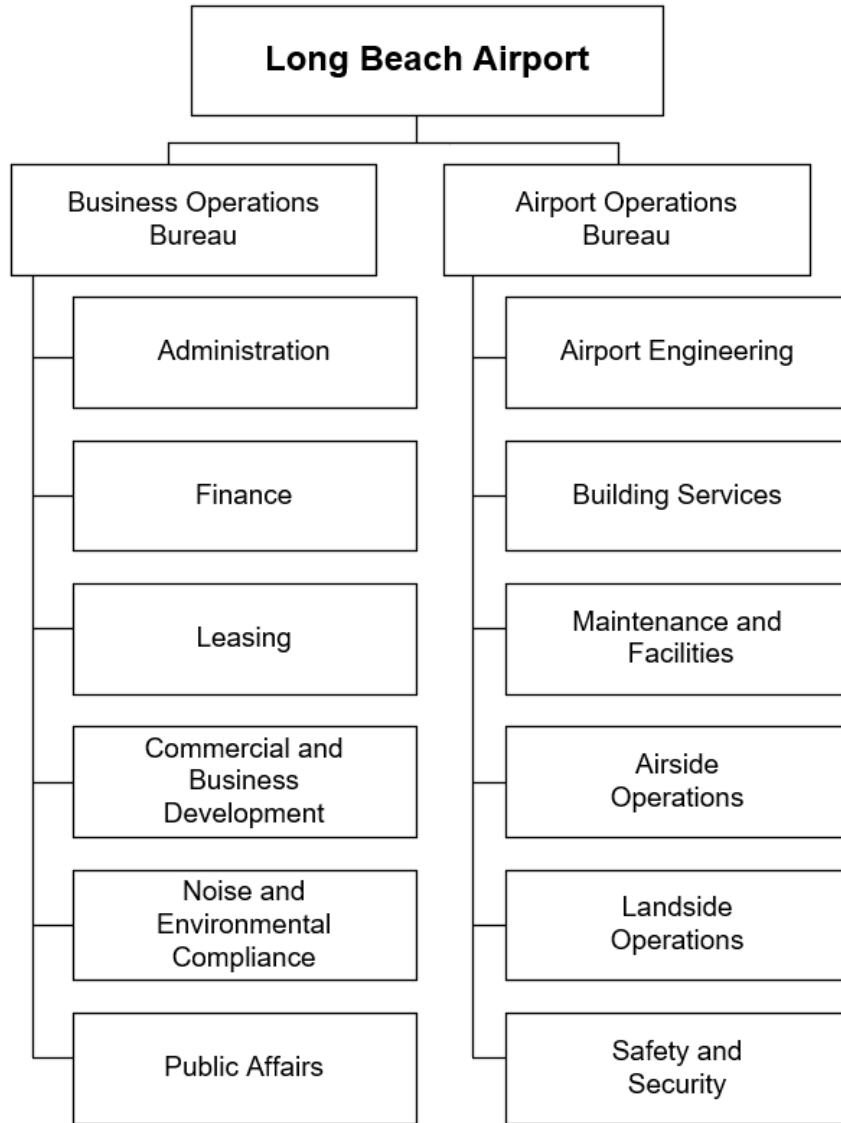 Long Beach Airport
Business Operations
Bureau
Administration
Finance
Leasing
Commercial and
Business
Development
Noise and
Environmental
Compliance
Public Affairs
Airport Operations
Bureau
Airport Engineering
Building Services
Maintenance and
Facilities
Airside
Operations
Landside
Operations
Safety and
Security